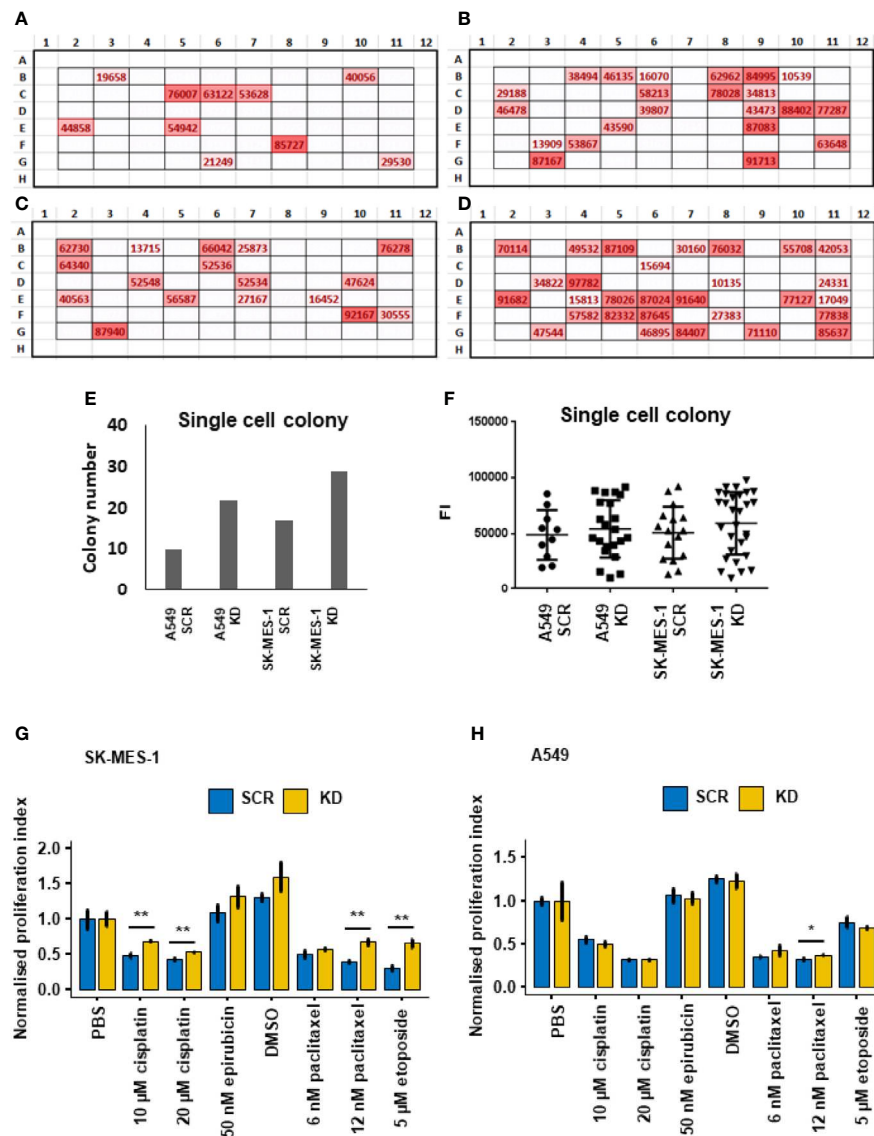 A
1 2 3 4 5 6 7 8 9 10 11 12
A
B 19658 40056
C 76007 63122 53628
D
E 44858 54942
F 85727
G 21249 29530
H
B
1 2 3 4 5 6 7 8 9 10 11 12
A
B 38494 46135 16070 62962 84995 10539
C 29188 58213 78028 34813
D 46478 39807 43473 88402 77287
E 43590 87083
F 13909 53867 63648
G 87167 91713
H
C
1 2 3 4 5 6 7 8 9 10 11 12
A
B 62730 13715 66042 25873 76278
C 64340 52536
D 52548 52534 47624
E 40563 56587 27167 16452
F 92167 30555
G 87940
H
D
1 2 3 4 5 6 7 8 9 10 11 12
A
B 70114 49532 87109 30160 76032 55708 42053
C 15694
D 34822 97782 10135 24331
E 91682 15813 78026 87024 91640 77127 17049
F 57582 82332 87645 27383 77838
G 47544 46895 84407 71110 85637
H
E
Single cell colony
Colony number
40
30
20
10
0
A549 SCR
A549 KD
SK-MES-1 SCR
SK-MES-1 KD
F
Single cell colony
FI
150000
100000
50000
0
A549 SCR
A549 KD
SK-MES-1 SCR
SK-MES-1 KD
G
SK-MES-1
SCR KD
Normalised proliferation index
2.0
1.5
1.0
0.5
0.0
** ** ** **
PBS
10 µM cisplatin
20 µM cisplatin
50 nM epirubicin
DMSO
6 nM paclitaxel
12 nM paclitaxel
5 µM etoposide
H
A549
SCR KD
Normalised proliferation index
1.5
1.0
0.5
0.0
*
PBS
10 µM cisplatin
20 µM cisplatin
50 nM epirubicin
DMSO
6 nM paclitaxel
12 nM paclitaxel
5 µM etoposide